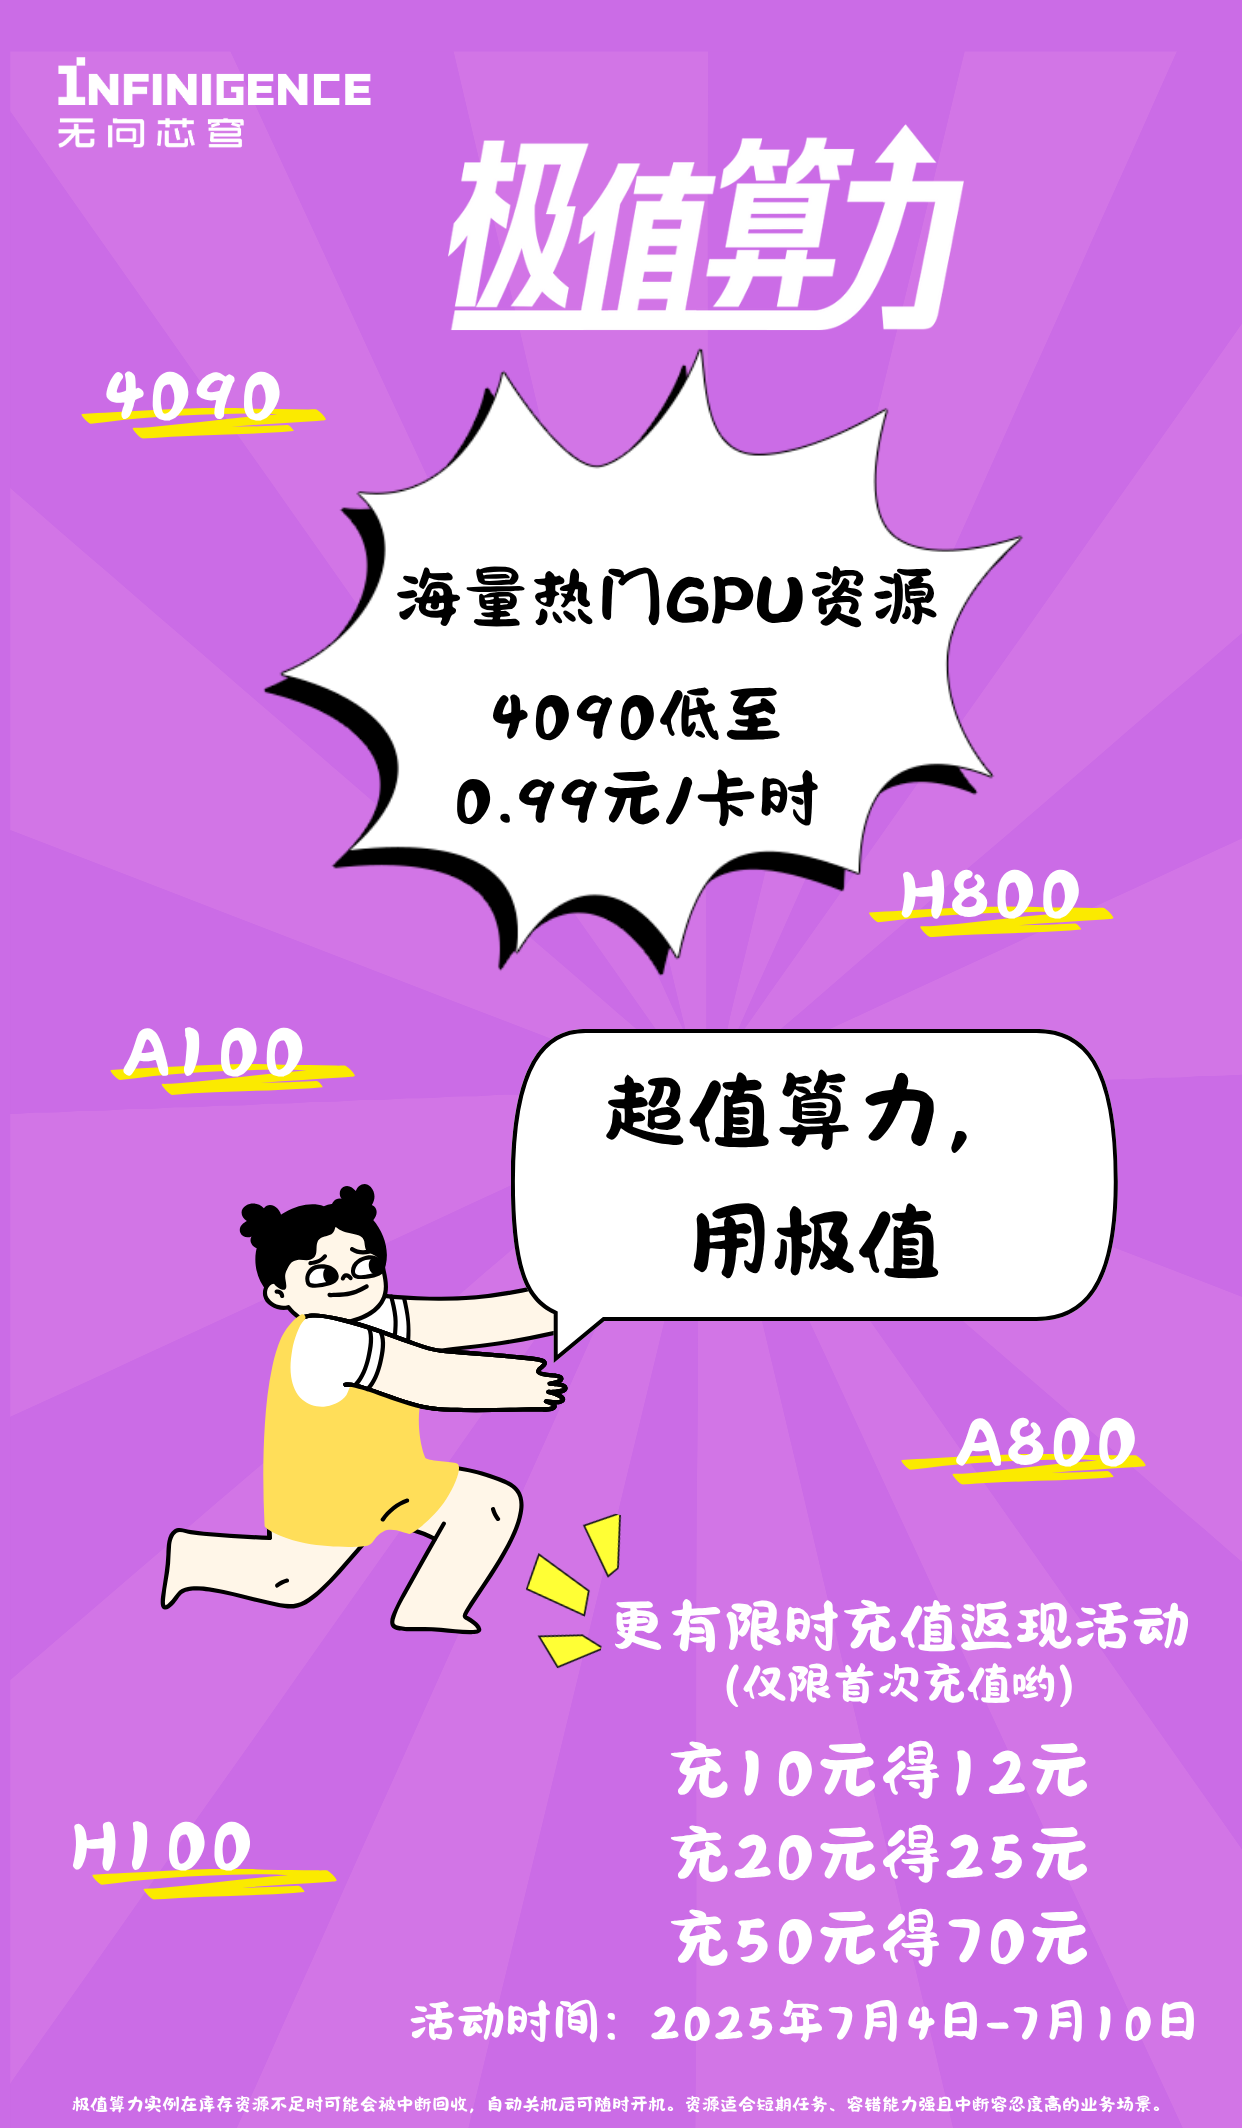 INFINIGENCE
无问芯穹
极值算力
4090
海量热门GPU资源
4090低至
0.99元/卡时
H800
A100
超值算力,
用极值
A800
更有限时充值返现活动
(仅限首次充值哟)
充10元得12元
H100
充20元得25元
充50元得70元
活动时间：2025年7月4日-7月10日
极值算力实例在库存资源不足时可能会被中断回收，自动关机后可随时开机。资源适合短期任务、容错能力强且中断容忍度高的业务场景。